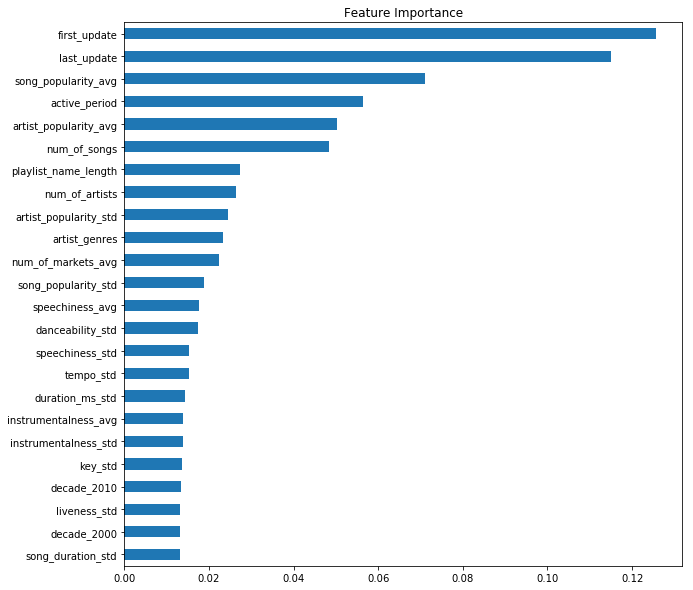 Feature Importance
first_update
last_update
song_popularity_avg
active_period
artist_popularity_avg
num_of_songs
playlist_name_length
num_of_artists
artist_popularity_std
artist_genres
num_of_markets_avg
song_popularity_std
speechiness_avg
danceability_std
speechiness_std
tempo_std
duration_ms_std
instrumentalness_avg
instrumentalness_std
key_std
decade_2010
liveness_std
decade_2000
song_duration_std
0.00 0.02 0.04 0.06 0.08 0.10 0.12